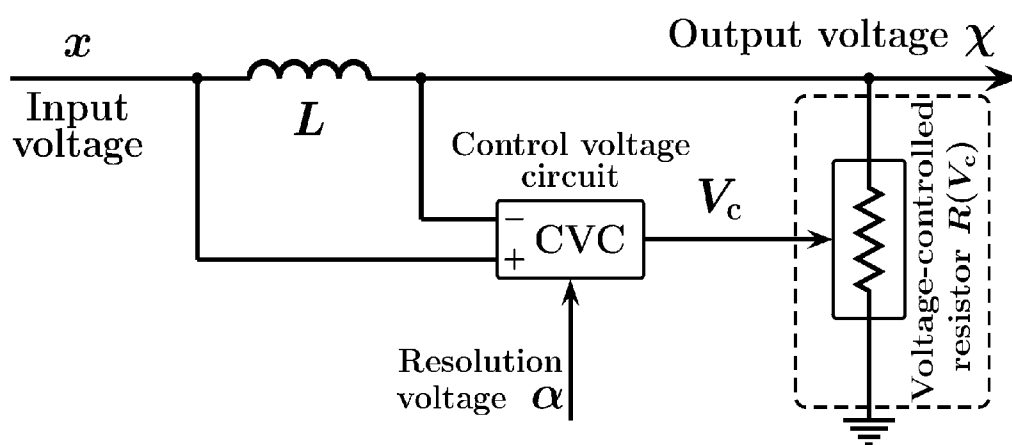 x
Output voltage χ
Input
voltage
L
Control voltage
circuit
V_c
− CVC
+
Resolution
voltage α
Voltage-controlled
resistor R(V_c)